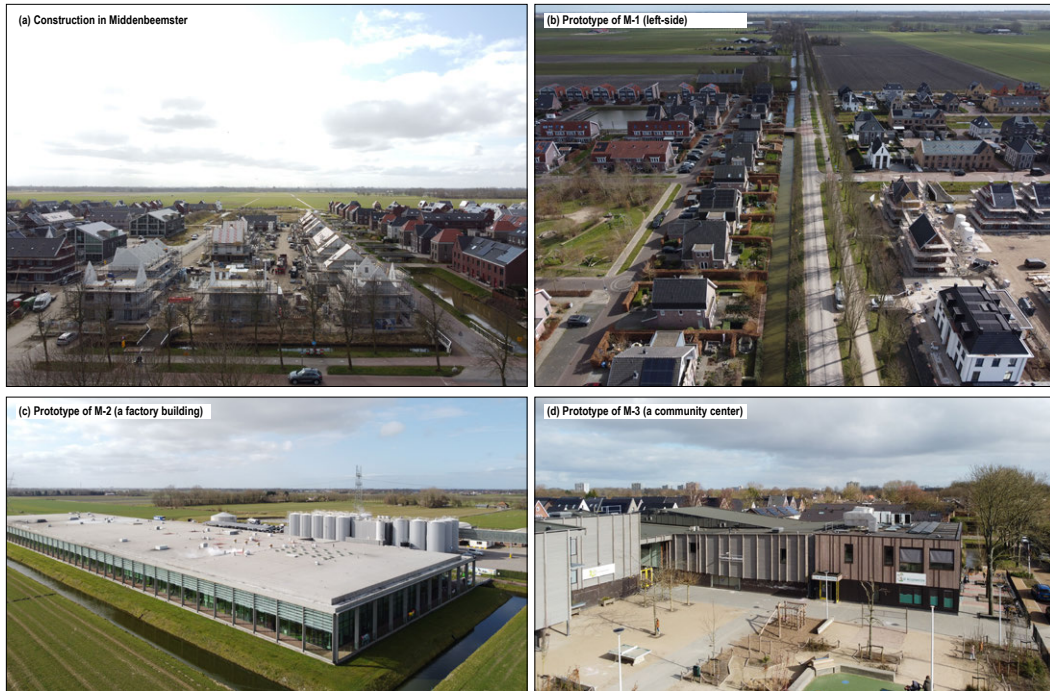 (a) Construction in Middenbeemster
(b) Prototype of M-1 (left-side)
(c) Prototype of M-2 (a factory building)
(d) Prototype of M-3 (a community center)